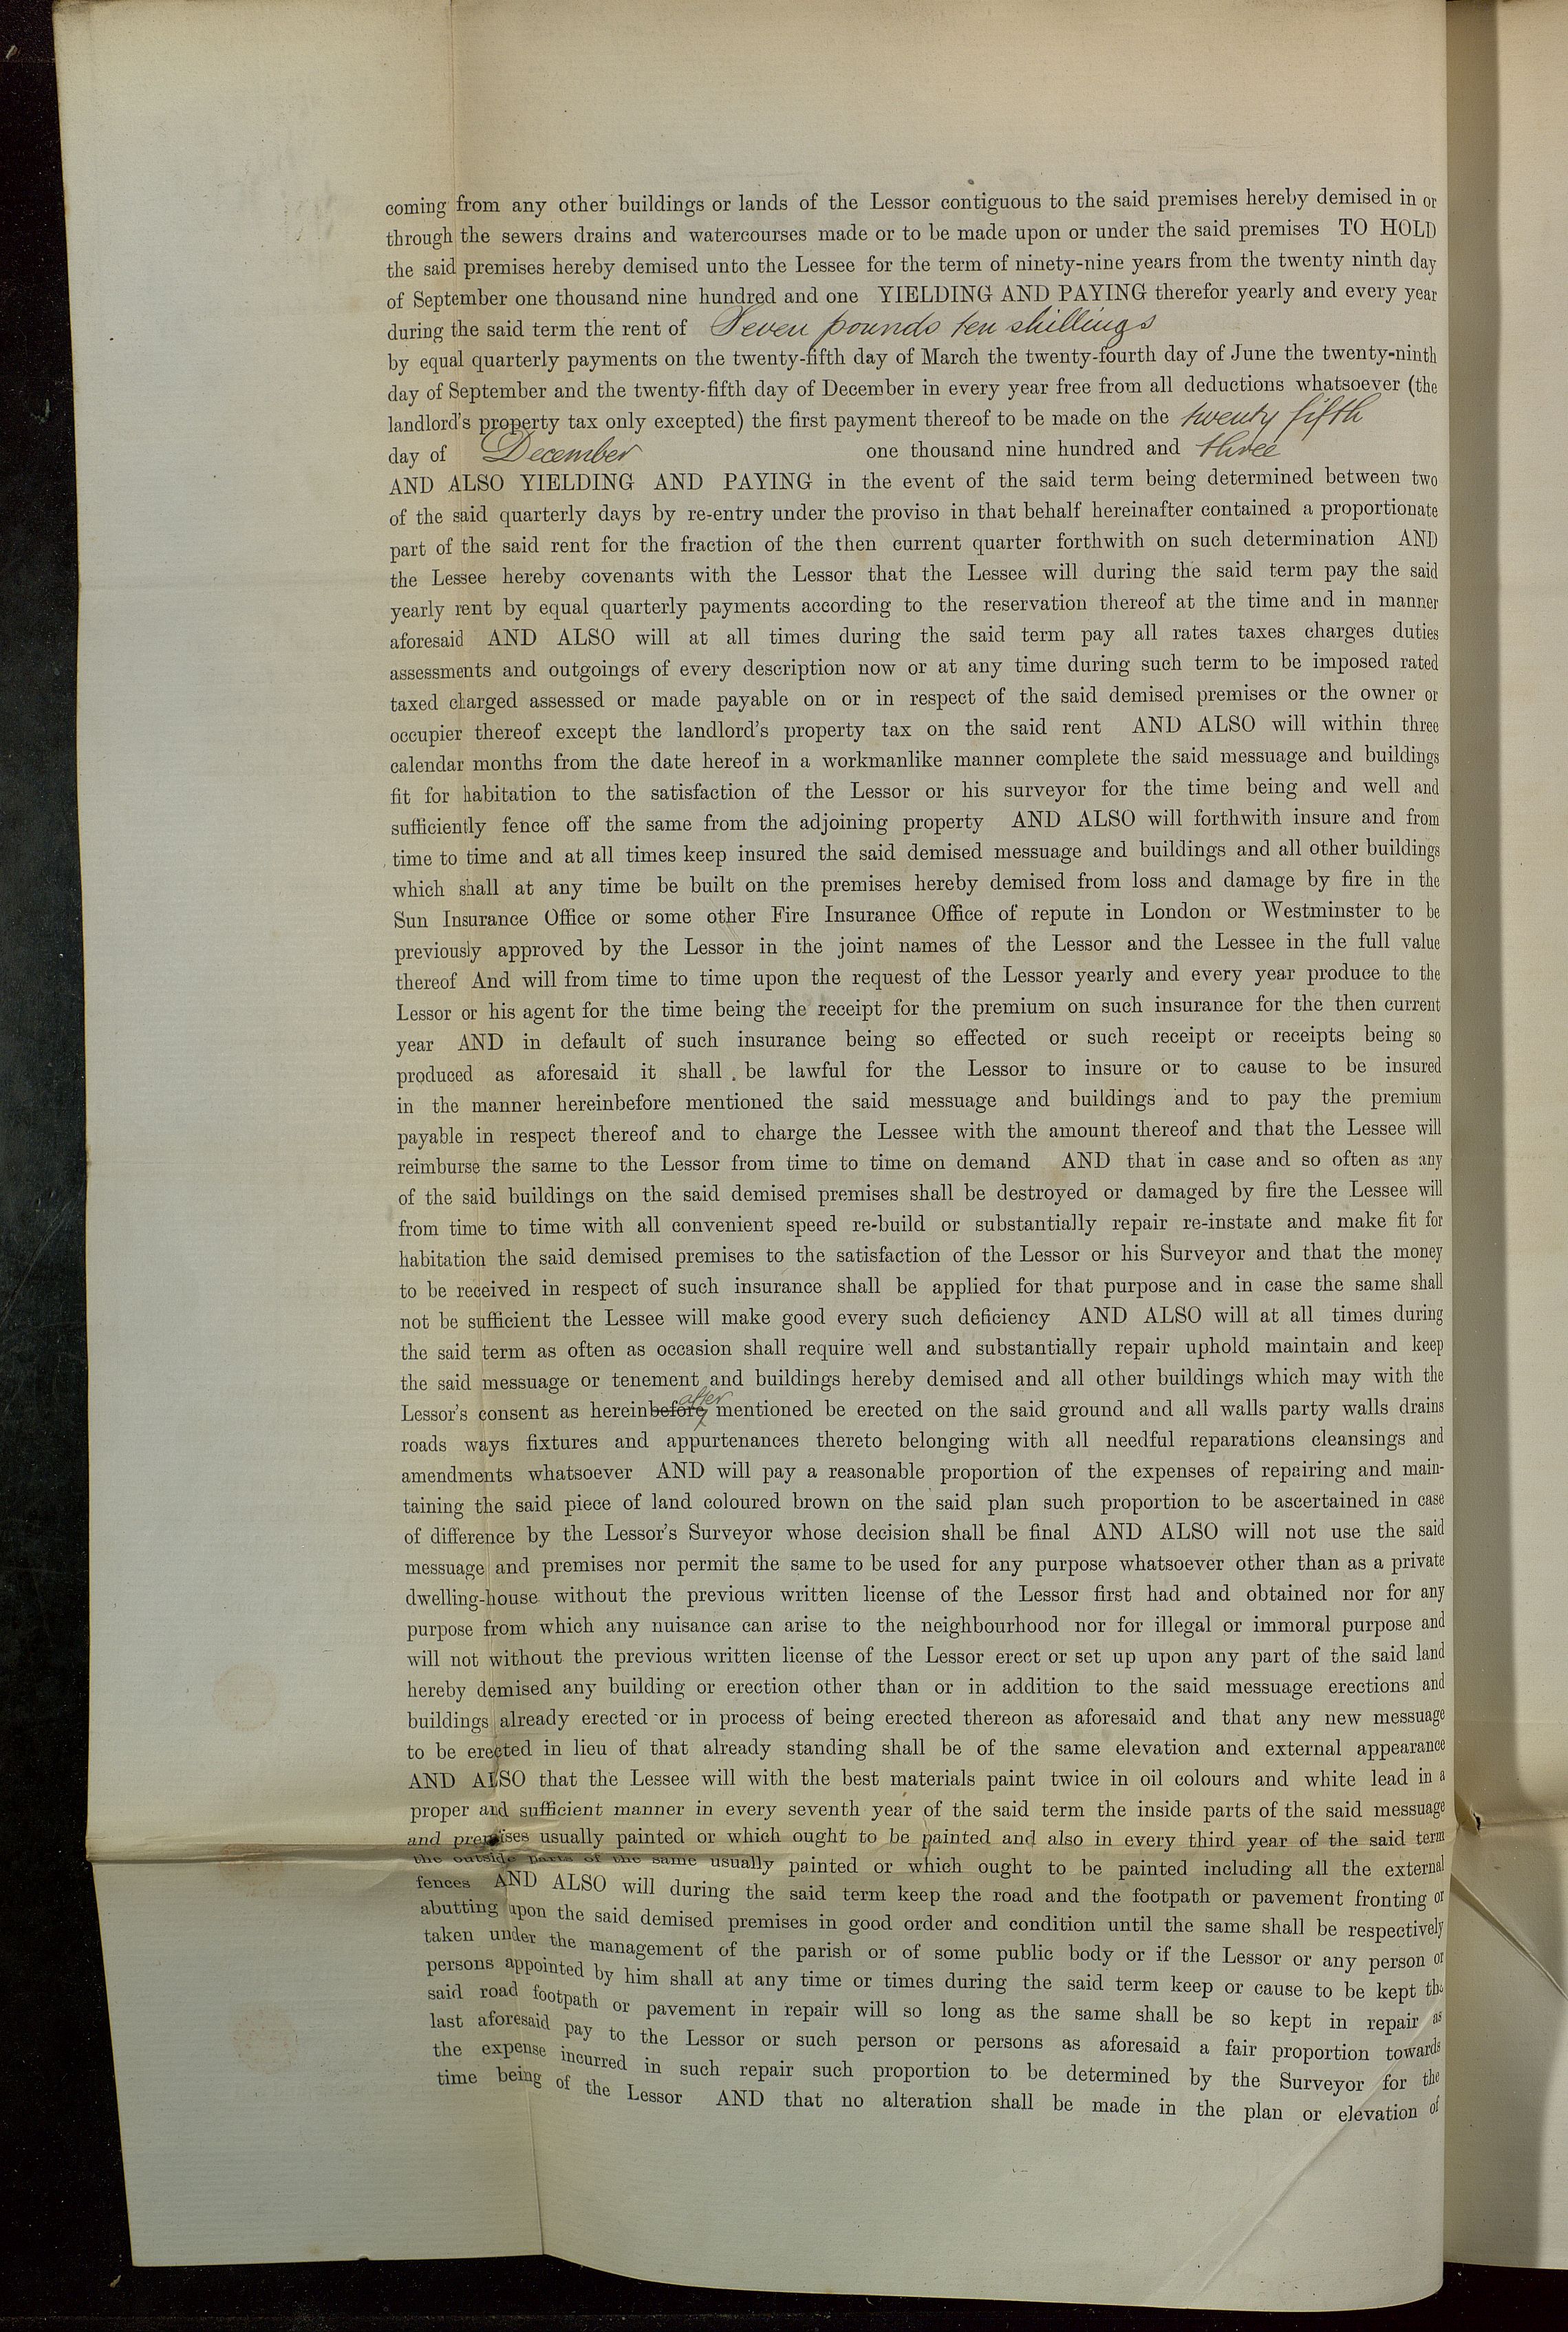 coming from any other buildings or lands of the Lessor contiguous to the said premises hereby demised in or
through the sewers drains and watercourses made or to be made upon or under the said premises TO HOLD
the said premises hereby demised unto the Lessee for the term of ninety-nine years from the twenty ninth day
of September one thousand nine hundred and one YIELDING AND PAYING therefor yearly and every year
during the said term the rent of Seven pounds ten shillings
by equal quarterly payments on the twenty-fifth day of March the twenty-fourth day of June the twenty-ninth
day of September and the twenty-fifth day of December in every year free from all deductions whatsoever (the
landlord's property tax only excepted) the first payment thereof to be made on the twenty fifth
day of December one thousand nine hundred and three
AND ALSO YIELDING AND PAYING in the event of the said term being determined between two
of the said quarterly days by re-entry under the proviso in that behalf hereinafter contained a proportionate
part of the said rent for the fraction of the then current quarter forthwith on such determination AND
the Lessee hereby covenants with the Lessor that the Lessee will during the said term pay the said
yearly rent by equal quarterly payments according to the reservation thereof at the time and in manner
aforesaid AND ALSO will at all times during the said term pay all rates taxes charges duties
assessments and outgoings of every description now or at any time during such term to be imposed rated
taxed charged assessed or made payable on or in respect of the said demised premises or the owner or
occupier thereof except the landlord's property tax on the said rent AND ALSO will within three
calendar months from the date hereof in a workmanlike manner complete the said messuage and buildings
fit for habitation to the satisfaction of the Lessor or his surveyor for the time being and well and
sufficiently fence off the same from the adjoining property AND ALSO will forthwith insure and from
time to time and at all times keep insured the said demised messuage and buildings and all other buildings
which shall at any time be built on the premises hereby demised from loss and damage by fire in the
Sun Insurance Office or some other Fire Insurance Office of repute in London or Westminster to be
previously approved by the Lessor in the joint names of the Lessor and the Lessee in the full value
thereof And will from time to time upon the request of the Lessor yearly and every year produce to the
Lessor or his agent for the time being the receipt for the premium on such insurance for the then current
year AND in default of such insurance being so effected or such receipt or receipts being so
produced as aforesaid it shall be lawful for the Lessor to insure or to cause to be insured
in the manner hereinbefore mentioned the said messuage and buildings and to pay the premium
payable in respect thereof and to charge the Lessee with the amount thereof and that the Lessee will
reimburse the same to the Lessor from time to time on demand AND that in case and so often as any
of the said buildings on the said demised premises shall be destroyed or damaged by fire the Lessee will
from time to time with all convenient speed re-build or substantially repair re-instate and make fit for
habitation the said demised premises to the satisfaction of the Lessor or his Surveyor and that the money
to be received in respect of such insurance shall be applied for that purpose and in case the same shall
not be sufficient the Lessee will make good every such deficiency AND ALSO will at all times during
the said term as often as occasion shall require well and substantially repair uphold maintain and keep
the said messuage or tenement and buildings hereby demised and all other buildings which may with the
after
Lessor's consent as hereinbefore mentioned be erected on the said ground and all walls party walls drains
roads ways fixtures and appurtenances thereto belonging with all needful reparations cleansings and
amendments whatsoever AND will pay a reasonable proportion of the expenses of repairing and main-
taining the said piece of land coloured brown on the said plan such proportion to be ascertained in case
of difference by the Lessor's Surveyor whose decision shall be final AND ALSO will not use the said
messuage and premises nor permit the same to be used for any purpose whatsoever other than as a private
dwelling-house without the previous written license of the Lessor first had and obtained nor for any
purpose from which any nuisance can arise to the neighbourhood nor for illegal or immoral purpose and
will not without the previous written license of the Lessor erect or set up upon any part of the said land
hereby demised any building or erection other than or in addition to the said messuage erections and
buildings already erected or in process of being erected thereon as aforesaid and that any new messuage
to be erected in lieu of that already standing shall be of the same elevation and external appearance
AND ALSO that the Lessee will with the best materials paint twice in oil colours and white lead in a
proper and sufficient manner in every seventh year of the said term the inside parts of the said messuage
and premises usually painted or which ought to be painted and also in every third year of the said term
the outside parts of the same usually painted or which ought to be painted including all the external
fences AND ALSO will during the said term keep the road and the footpath or pavement fronting or
abutting upon the said demised premises in good order and condition until the same shall be respectively
taken under the management of the parish or of some public body or if the Lessor or any person or
persons appointed by him shall at any time or times during the said term keep or cause to be kept the
said road footpath or pavement in repair will so long as the same shall be so kept in repair as
last aforesaid pay to the Lessor or such person or persons as aforesaid a fair proportion towards
the expense incurred in such repair such proportion to be determined by the Surveyor for the
time being of the Lessor AND that no alteration shall be made in the plan or elevation of